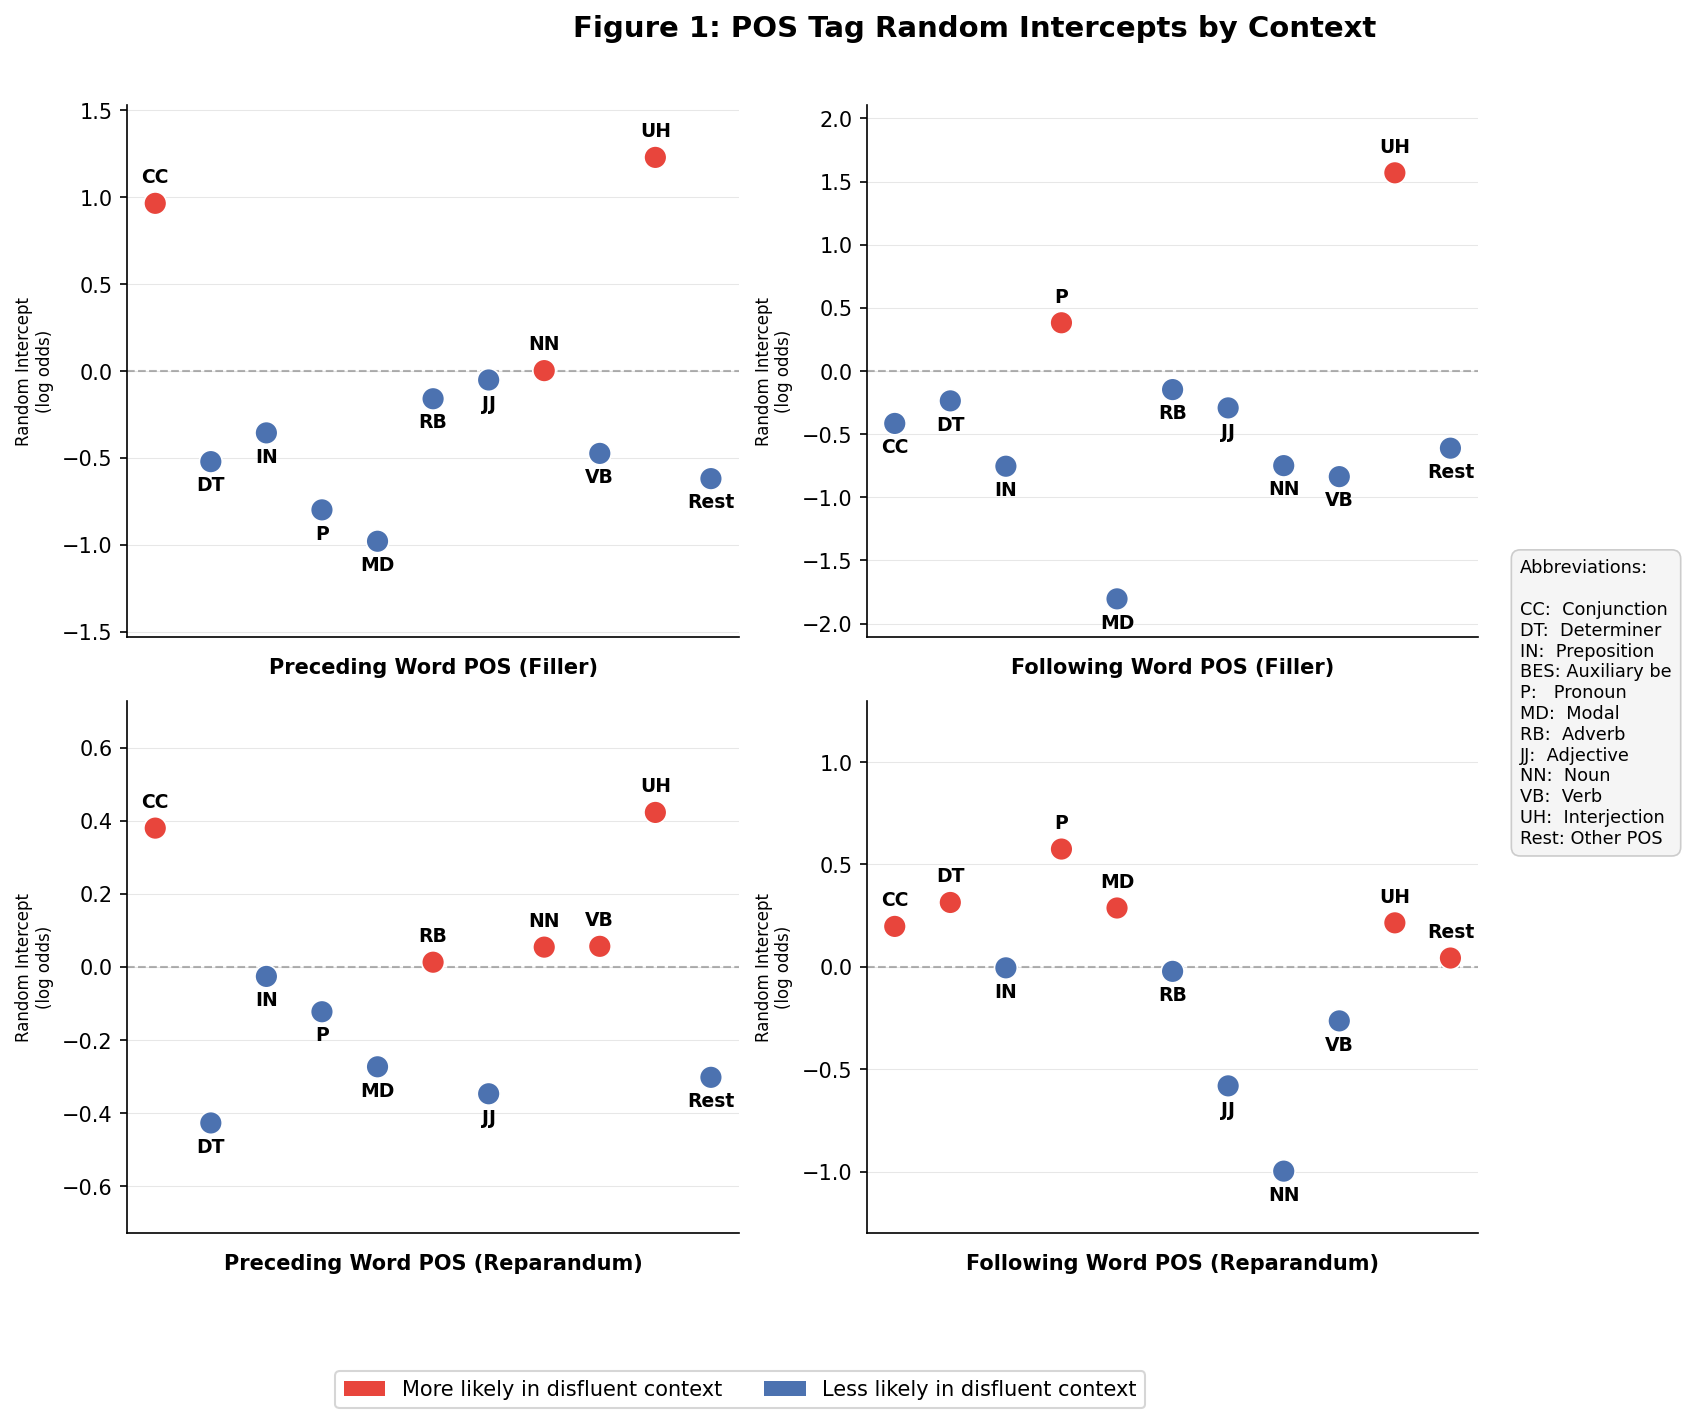 Figure 1: POS Tag Random Intercepts by Context
1.5
1.0
0.5
0.0
−0.5
−1.0
−1.5
Random Intercept
(log odds)
CC
DT
IN
P
MD
RB
JJ
NN
VB
UH
Rest
Preceding Word POS (Filler)
2.0
1.5
1.0
0.5
0.0
−0.5
−1.0
−1.5
−2.0
Random Intercept
(log odds)
CC
DT
IN
P
MD
RB
JJ
NN
VB
UH
Rest
Following Word POS (Filler)
0.6
0.4
0.2
0.0
−0.2
−0.4
−0.6
Random Intercept
(log odds)
CC
DT
IN
P
MD
RB
JJ
NN
VB
UH
Rest
Preceding Word POS (Reparandum)
1.0
0.5
0.0
−0.5
−1.0
Random Intercept
(log odds)
CC
DT
IN
P
MD
RB
JJ
NN
VB
UH
Rest
Following Word POS (Reparandum)
Abbreviations:
CC: Conjunction
DT: Determiner
IN: Preposition
BES: Auxiliary be
P: Pronoun
MD: Modal
RB: Adverb
JJ: Adjective
NN: Noun
VB: Verb
UH: Interjection
Rest: Other POS
More likely in disfluent context
Less likely in disfluent context